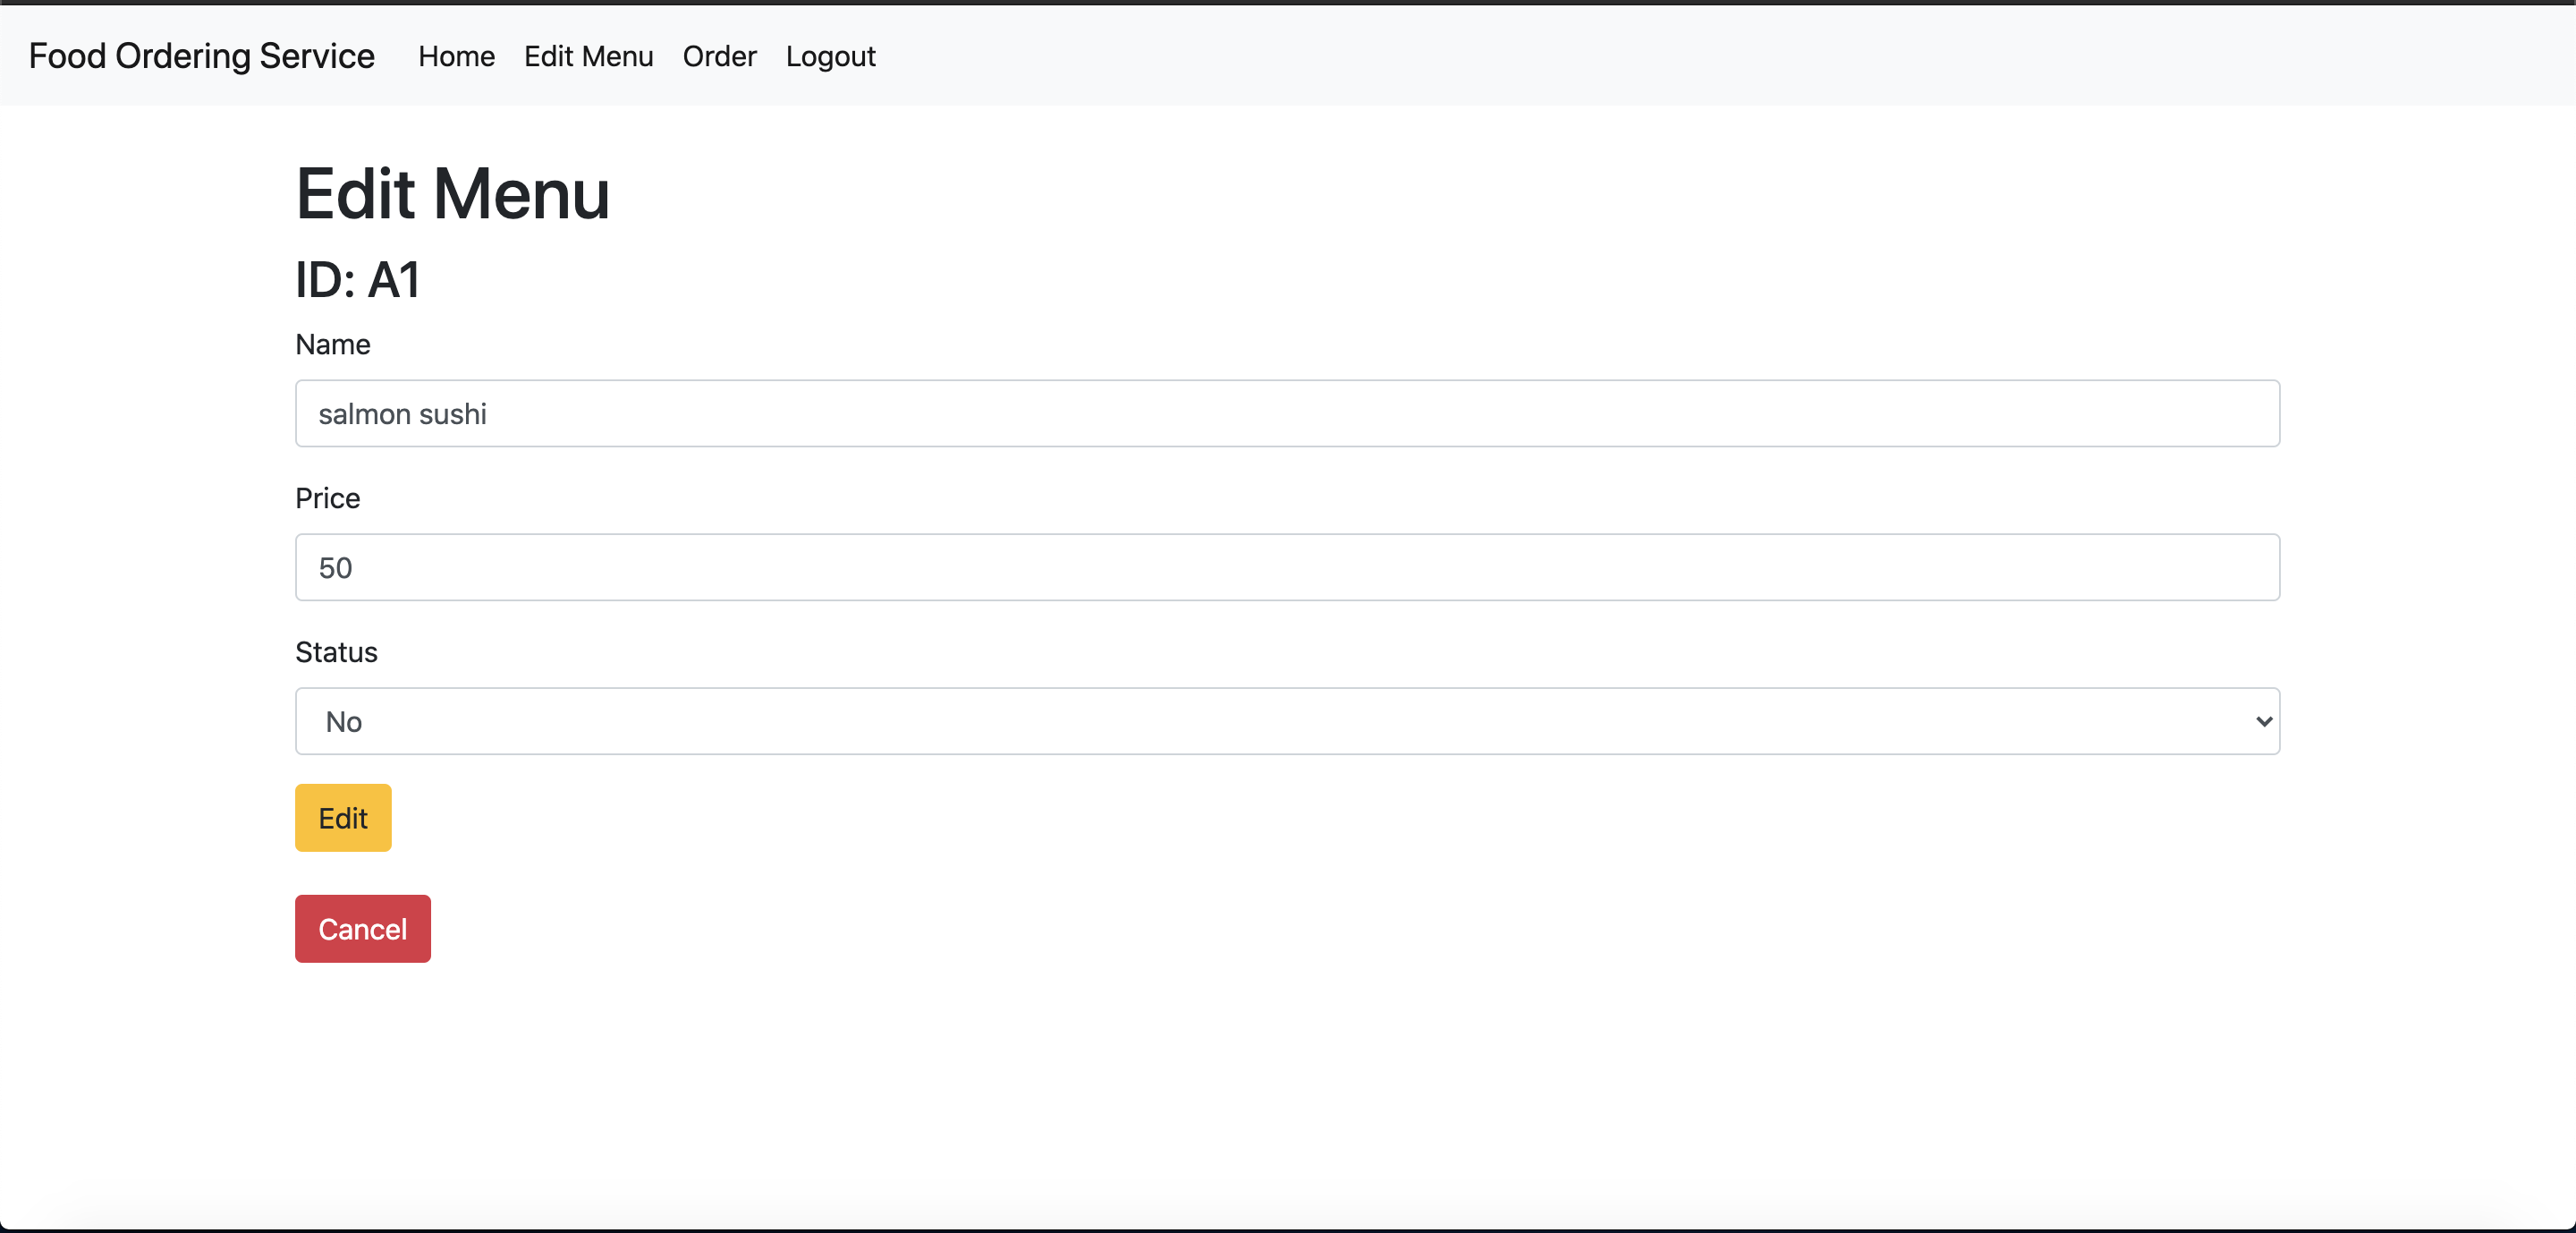 Food Ordering Service Home Edit Menu Order Logout
Edit Menu
ID: A1
Name
salmon sushi
Price
50
Status
No
Edit
Cancel